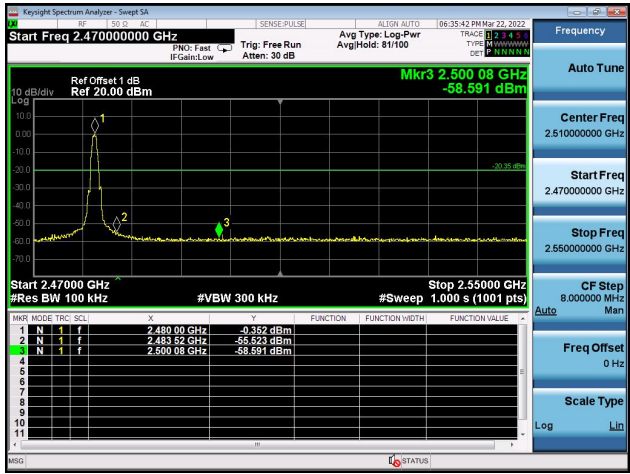 Keysight Spectrum Analyzer - Swept SA
RF 50 Ω AC SENSE:PULSE ALIGN AUTO 06:35:42 PM Mar 22, 2022
Start Freq 2.470000000 GHz
PNO: Fast
IFGain:Low
Trig: Free Run
Atten: 30 dB
Avg Type: Log-Pwr
Avg|Hold: 81/100
TRACE 1 2 3 4 5 6
TYPE M W W W W W
DET P N N N N N
Ref Offset 1 dB
10 dB/div Ref 20.00 dBm
Log
Mkr3 2.500 08 GHz
-58.591 dBm
10.0
0.00
-10.0
-20.0
-30.0
-40.0
-50.0
-60.0
-70.0
1
2
3
-20.35 dBm
Start 2.47000 GHz Stop 2.55000 GHz
#Res BW 100 kHz #VBW 300 kHz #Sweep 1.000 s (1001 pts)
MKR MODE TRC SCL X Y FUNCTION FUNCTION WIDTH FUNCTION VALUE
1 N 1 f 2.480 00 GHz -0.352 dBm
2 N 1 f 2.483 52 GHz -55.523 dBm
3 N 1 f 2.500 08 GHz -58.591 dBm
4
5
6
7
8
9
10
11
MSG STATUS
Frequency
Auto Tune
Center Freq
2.510000000 GHz
Start Freq
2.470000000 GHz
Stop Freq
2.550000000 GHz
CF Step
8.000000 MHz
Auto Man
Freq Offset
0 Hz
Scale Type
Log Lin